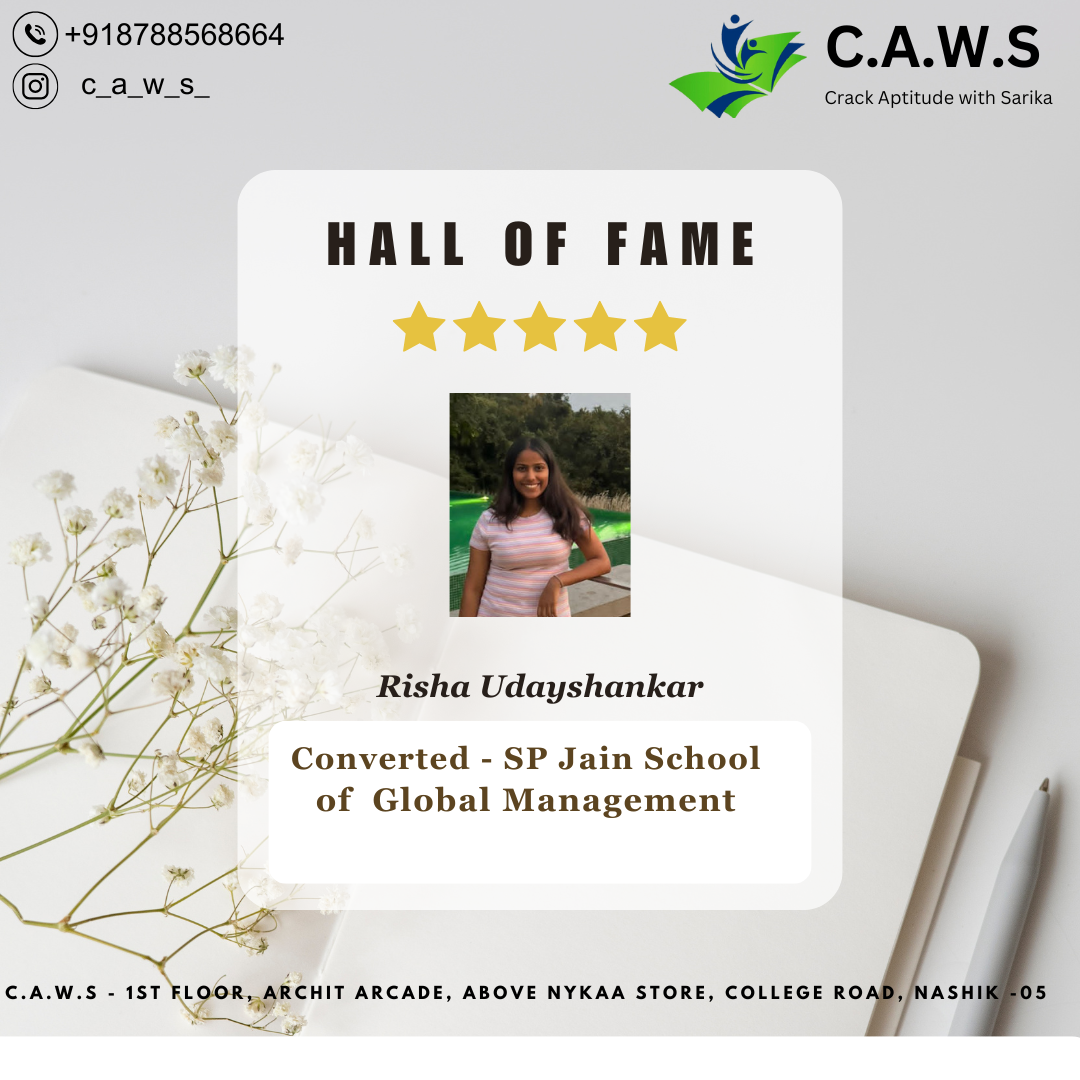 +918788568664
c_a_w_s_
C.A.W.S
Crack Aptitude with Sarika
HALL OF FAME
Risha Udayshankar
Converted - SP Jain School
of Global Management
C.A.W.S - 1ST FLOOR, ARCHIT ARCADE, ABOVE NYKAA STORE, COLLEGE ROAD, NASHIK -05